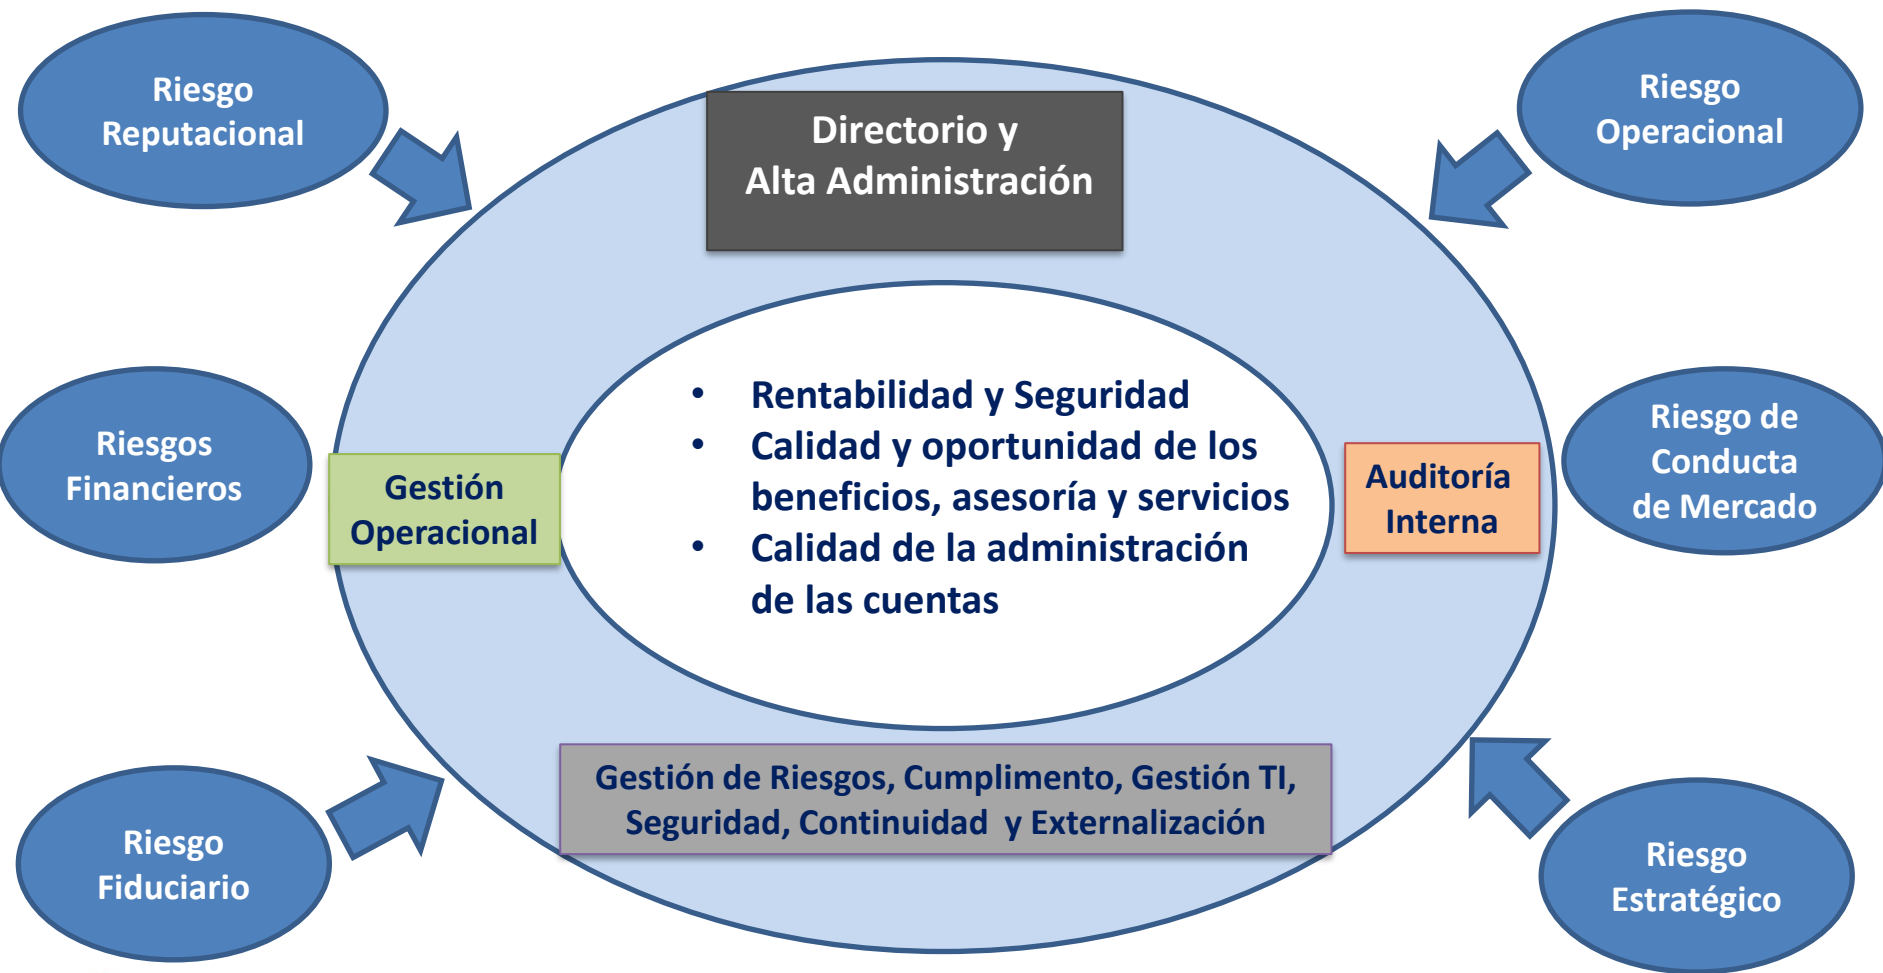 Riesgo
Reputacional
Directorio y
Alta Administración
Riesgo
Operacional
Riesgos
Financieros
Gestión
Operacional
• Rentabilidad y Seguridad
• Calidad y oportunidad de los
beneficios, asesoría y servicios
• Calidad de la administración
de las cuentas
Auditoría
Interna
Riesgo de
Conducta
de Mercado
Riesgo
Fiduciario
Gestión de Riesgos, Cumplimento, Gestión TI,
Seguridad, Continuidad y Externalización
Riesgo
Estratégico